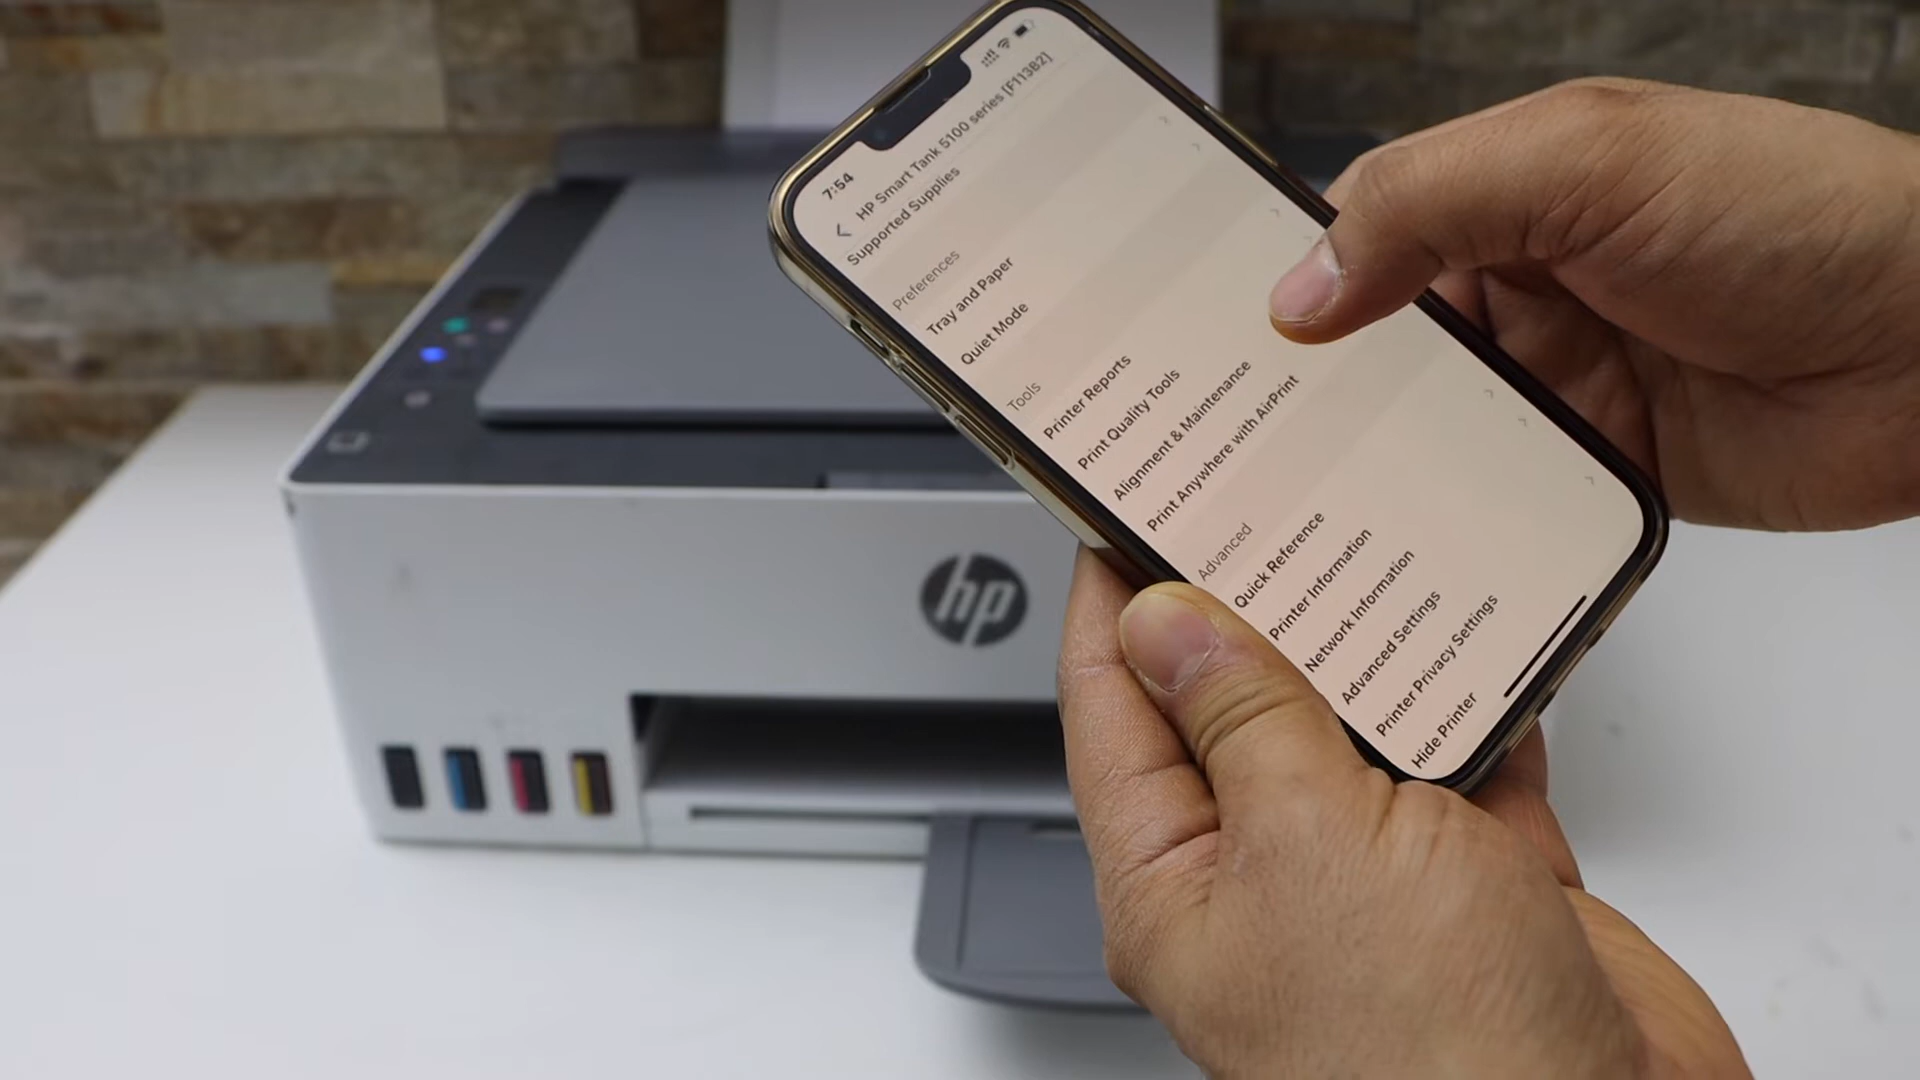 7:54
HP Smart Tank 5100 series [F113B2]
Supported Supplies
Preferences
Tray and Paper
Quiet Mode
Tools
Printer Reports
Print Quality Tools
Alignment & Maintenance
Print Anywhere with AirPrint
Advanced
Quick Reference
Printer Information
Network Information
Advanced Settings
Printer Privacy Settings
Hide Printer
hp